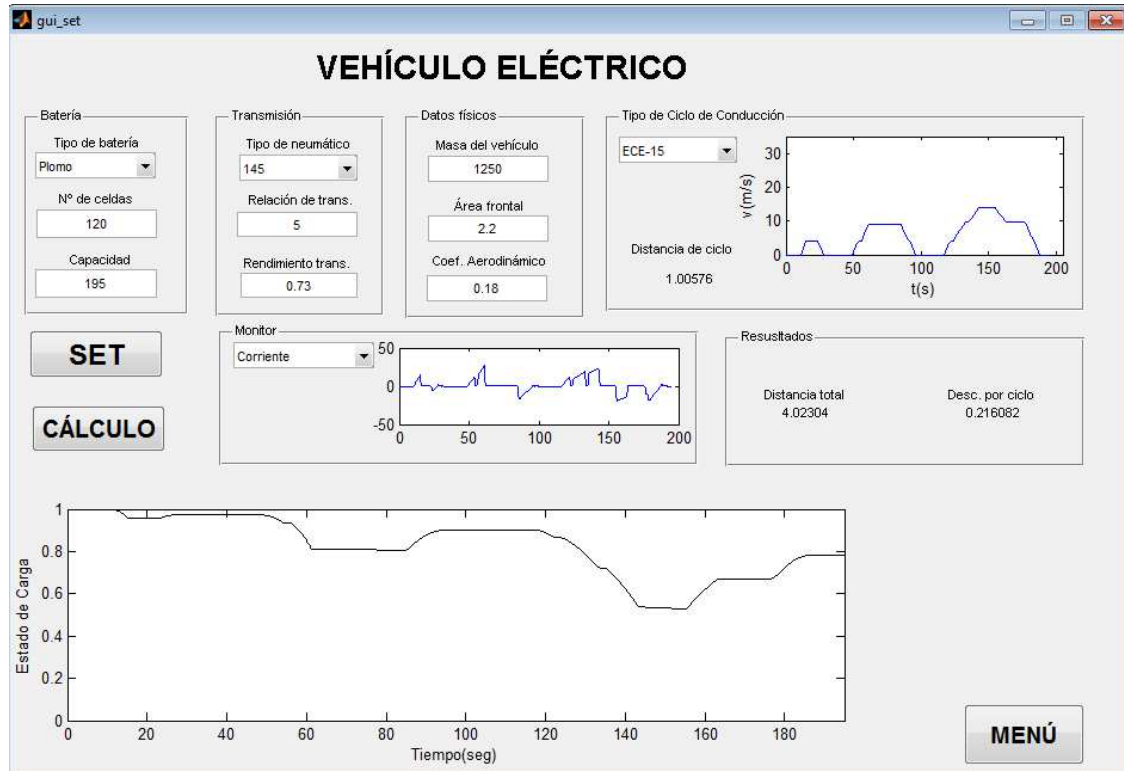 gui_set
VEHÍCULO ELÉCTRICO
Batería
Tipo de batería
Plomo
Nº de celdas
120
Capacidad
195
Transmisión
Tipo de neumático
145
Relación de trans.
5
Rendimiento trans.
0.73
Datos físicos
Masa del vehículo
1250
Área frontal
2.2
Coef. Aerodinámico
0.18
Tipo de Ciclo de Conducción
ECE-15
Distancia de ciclo
1.00576
v(m/s)
30
20
10
0
0 50 100 150 200
t(s)
SET
CÁLCULO
Monitor
Corriente
50
0
-50
0 50 100 150 200
Resusltados
Distancia total
4.02304
Desc. por ciclo
0.216082
Estado de Carga
1
0.8
0.6
0.4
0.2
0
0 20 40 60 80 100 120 140 160 180
Tiempo(seg)
MENÚ